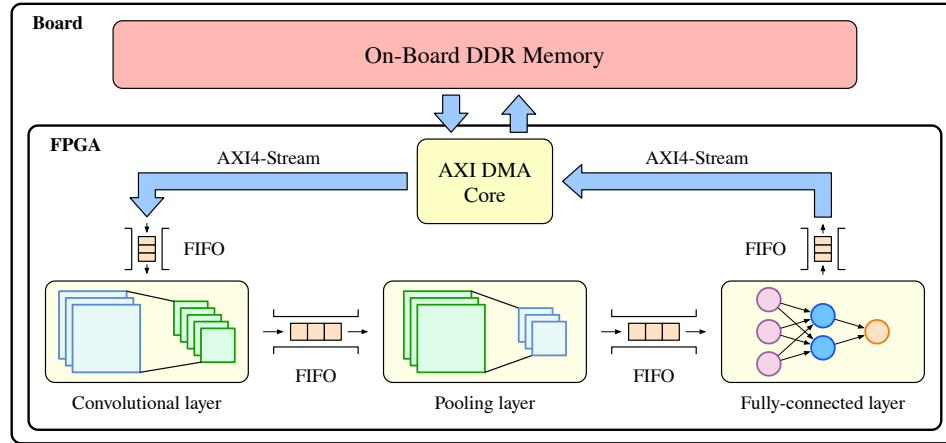 Board
On-Board DDR Memory
FPGA
AXI4-Stream
AXI DMA
Core
AXI4-Stream
FIFO
FIFO
FIFO
FIFO
Convolutional layer
Pooling layer
Fully-connected layer